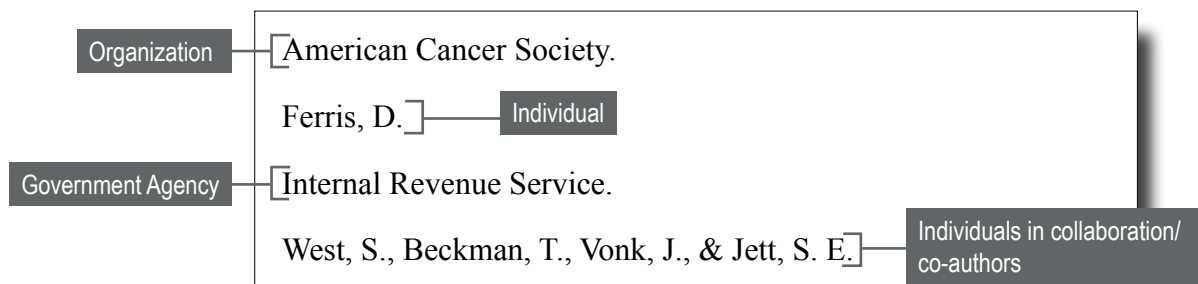 Organization
American Cancer Society.
Ferris, D.
Individual
Government Agency
Internal Revenue Service.
West, S., Beckman, T., Vonk, J., & Jett, S. E.
Individuals in collaboration/
co-authors